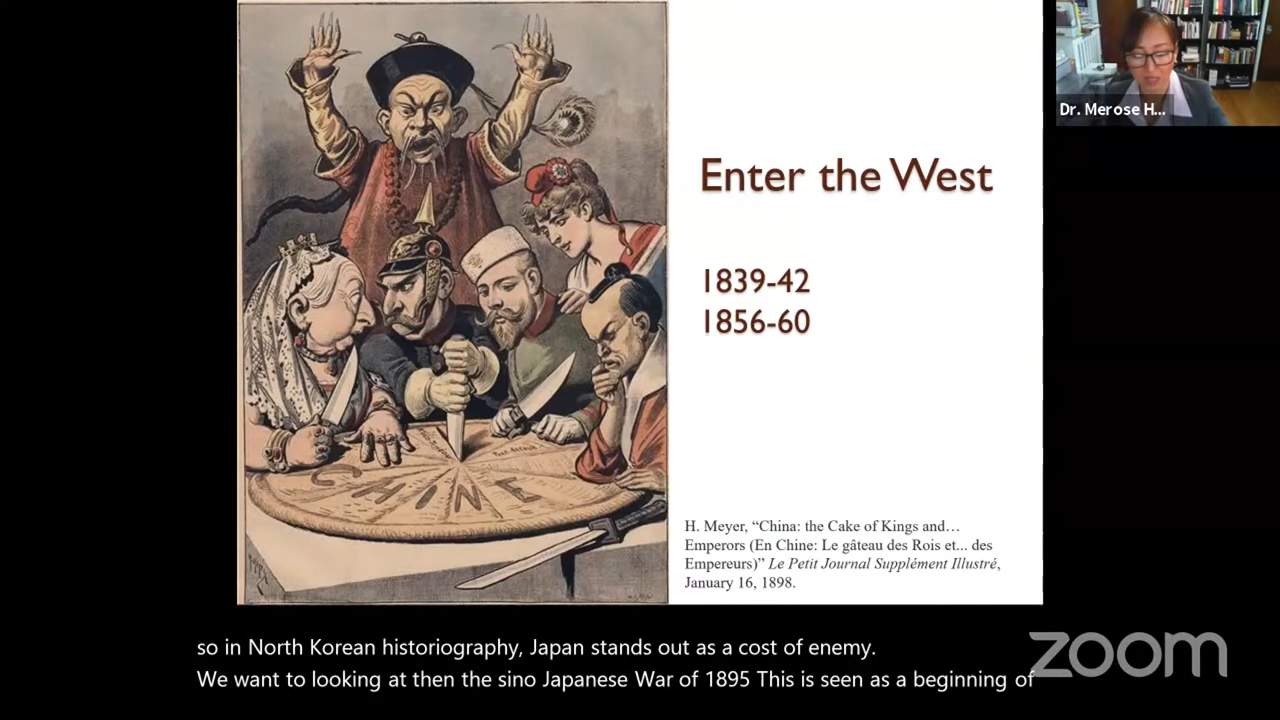 Dr. Merose H...
Enter the West
1839-42
1856-60
CHINE
H. Meyer, “China: the Cake of Kings and…
Emperors (En Chine: Le gâteau des Rois et... des
Empereurs)” Le Petit Journal Supplément Illustré,
January 16, 1898.
so in North Korean historiography, Japan stands out as a cost of enemy.
We want to looking at then the sino Japanese War of 1895 This is seen as a beginning of
zoom